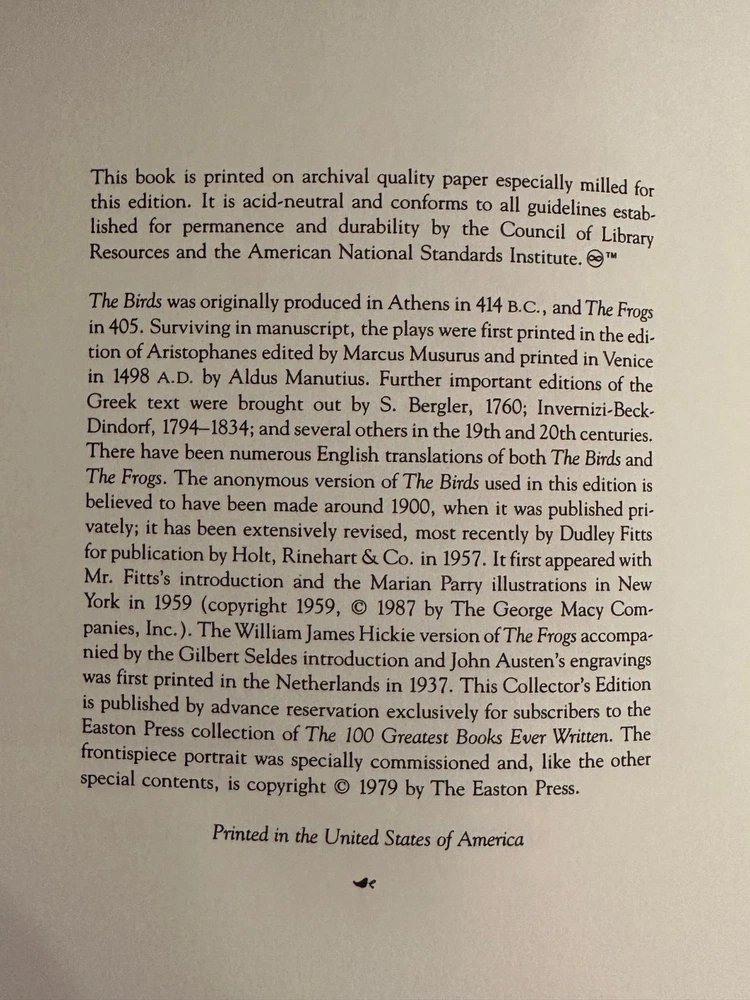 This book is printed on archival quality paper especially milled for
this edition. It is acid-neutral and conforms to all guidelines estab-
lished for permanence and durability by the Council of Library
Resources and the American National Standards Institute. ♾™
The Birds was originally produced in Athens in 414 B.C., and The Frogs
in 405. Surviving in manuscript, the plays were first printed in the edi-
tion of Aristophanes edited by Marcus Musurus and printed in Venice
in 1498 A.D. by Aldus Manutius. Further important editions of the
Greek text were brought out by S. Bergler, 1760; Invernizi-Beck-
Dindorf, 1794–1834; and several others in the 19th and 20th centuries.
There have been numerous English translations of both The Birds and
The Frogs. The anonymous version of The Birds used in this edition is
believed to have been made around 1900, when it was published pri-
vately; it has been extensively revised, most recently by Dudley Fitts
for publication by Holt, Rinehart & Co. in 1957. It first appeared with
Mr. Fitts's introduction and the Marian Parry illustrations in New
York in 1959 (copyright 1959, © 1987 by The George Macy Com-
panies, Inc.). The William James Hickie version of The Frogs accompa-
nied by the Gilbert Seldes introduction and John Austen's engravings
was first printed in the Netherlands in 1937. This Collector's Edition
is published by advance reservation exclusively for subscribers to the
Easton Press collection of The 100 Greatest Books Ever Written. The
frontispiece portrait was specially commissioned and, like the other
special contents, is copyright © 1979 by The Easton Press.
Printed in the United States of America